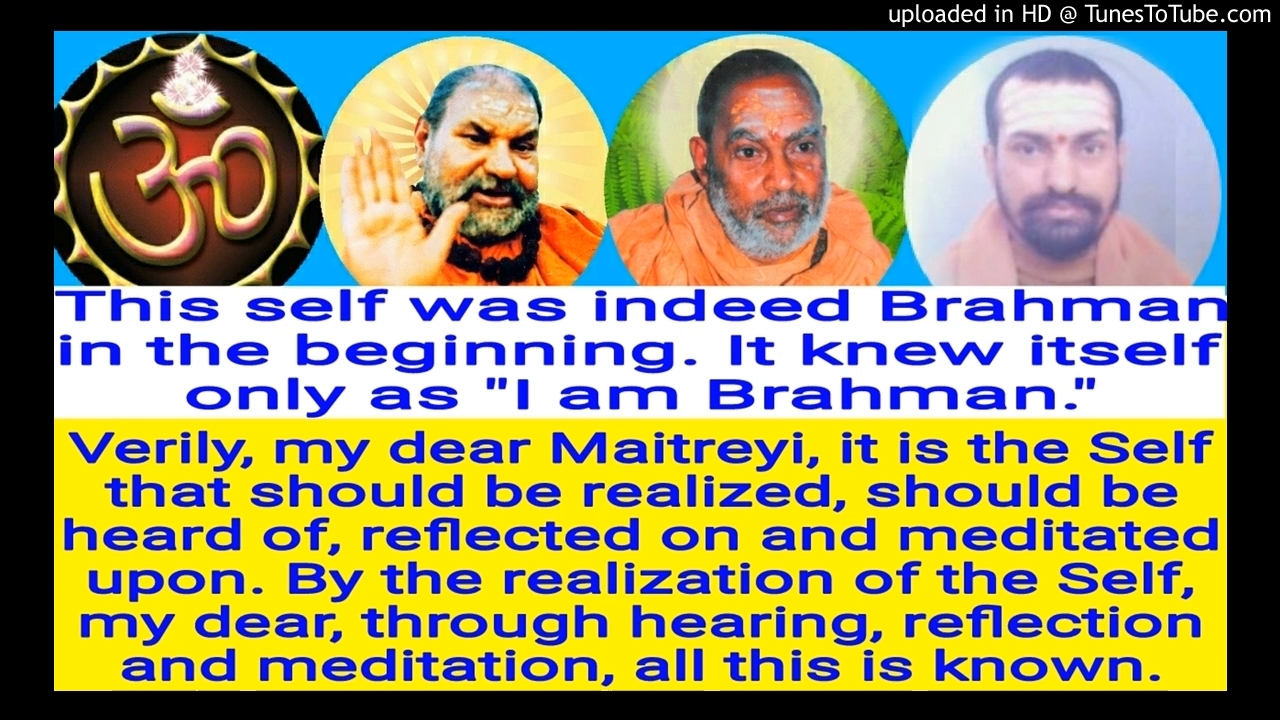 uploaded in HD @ TunesToTube.com
ॐ
This self was indeed Brahman
in the beginning. It knew itself
only as "I am Brahman."
Verily, my dear Maitreyi, it is the Self
that should be realized, should be
heard of, reflected on and meditated
upon. By the realization of the Self,
my dear, through hearing, reflection
and meditation, all this is known.